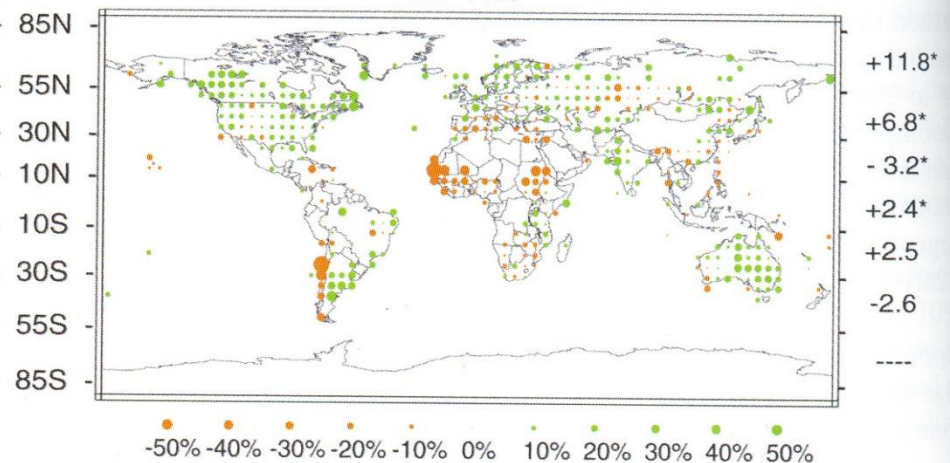 85N
55N
30N
10N
10S
30S
55S
85S
+11.8*
+6.8*
- 3.2*
+2.4*
+2.5
-2.6
----
-50% -40% -30% -20% -10% 0% 10% 20% 30% 40% 50%